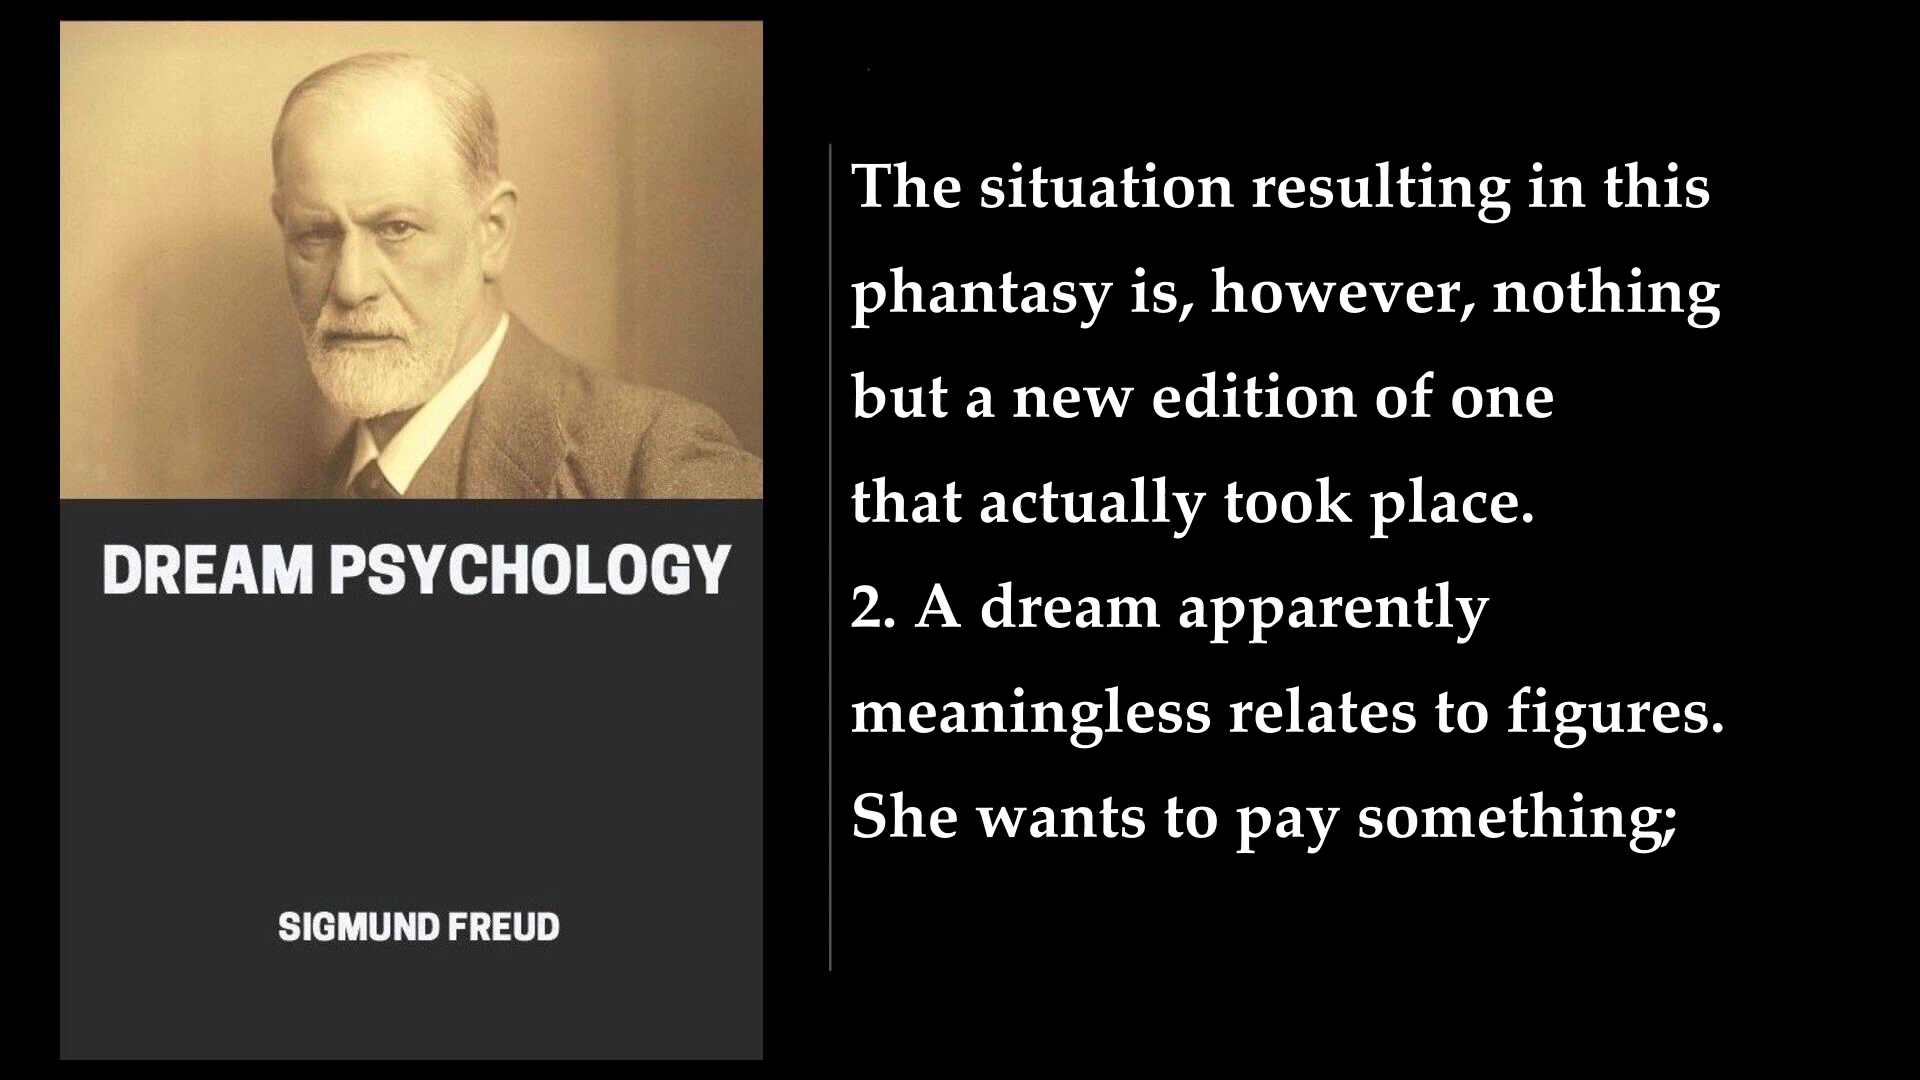 DREAM PSYCHOLOGY
SIGMUND FREUD
The situation resulting in this
phantasy is, however, nothing
but a new edition of one
that actually took place.
2. A dream apparently
meaningless relates to figures.
She wants to pay something;